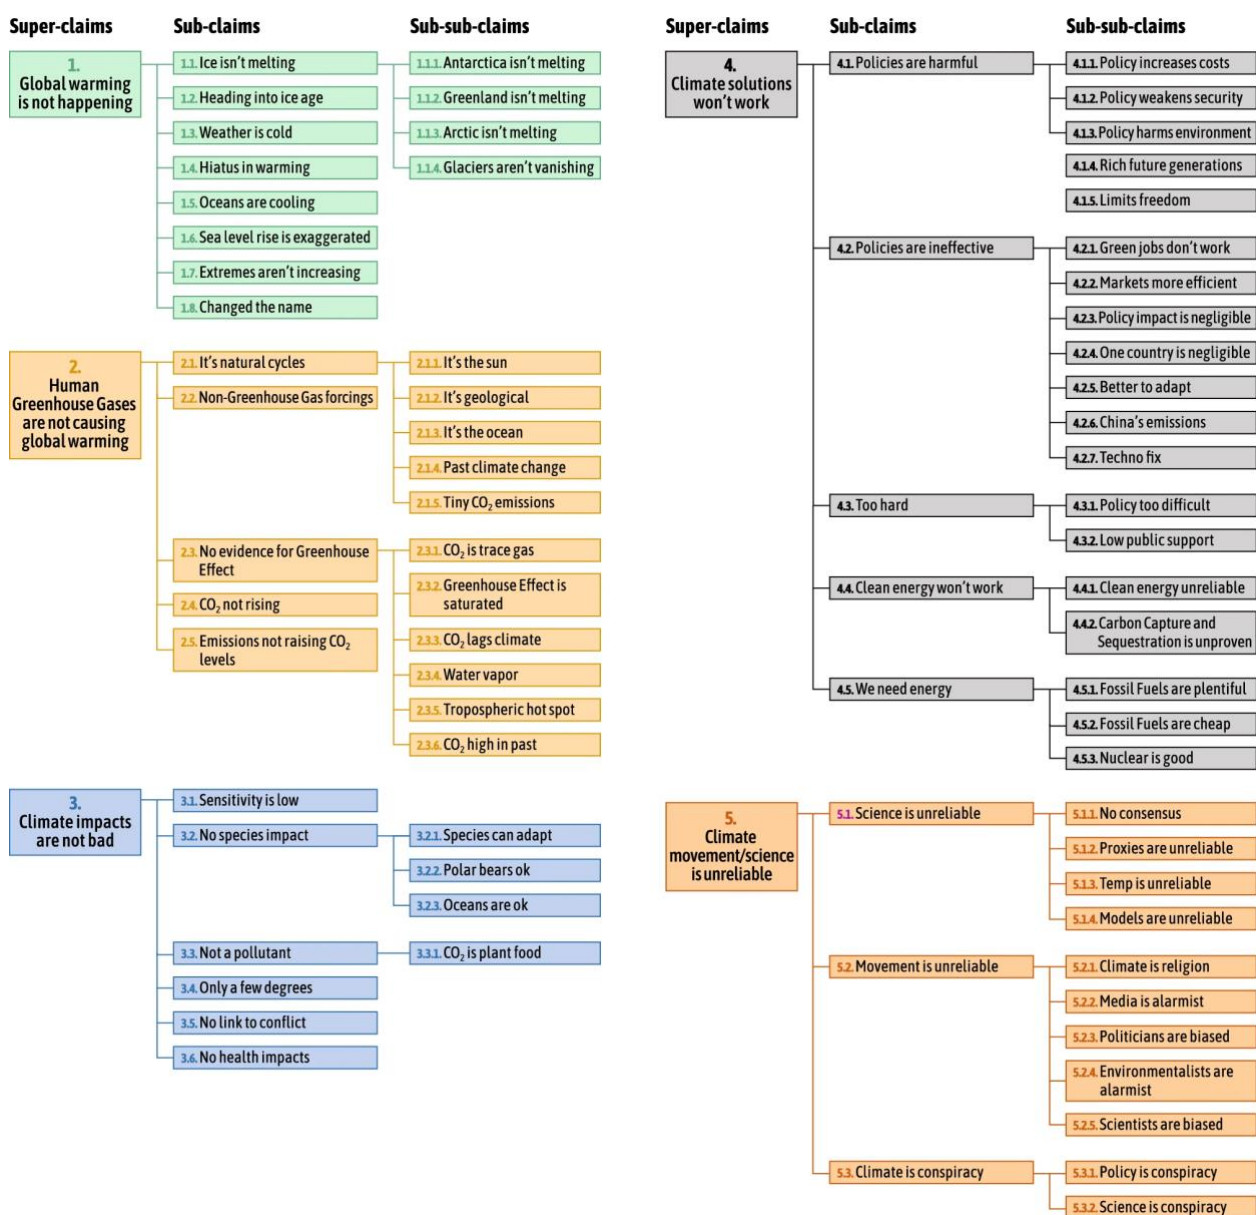 Super-claims
Sub-claims
Sub-sub-claims
1.
Global warming
is not happening
1.1. Ice isn't melting
1.2. Heading into ice age
1.3. Weather is cold
1.4. Hiatus in warming
1.5. Oceans are cooling
1.6. Sea level rise is exaggerated
1.7. Extremes aren't increasing
1.8. Changed the name
1.1.1. Antarctica isn't melting
1.1.2. Greenland isn't melting
1.1.3. Arctic isn't melting
1.1.4. Glaciers aren't vanishing
2.
Human
Greenhouse Gases
are not causing
global warming
2.1. It's natural cycles
2.2. Non-Greenhouse Gas forcings
2.1.1. It's the sun
2.1.2. It's geological
2.1.3. It's the ocean
2.1.4. Past climate change
2.1.5. Tiny CO₂ emissions
2.3. No evidence for Greenhouse
Effect
2.4. CO₂ not rising
2.5. Emissions not raising CO₂
levels
2.3.1. CO₂ is trace gas
2.3.2. Greenhouse Effect is
saturated
2.3.3. CO₂ lags climate
2.3.4. Water vapor
2.3.5. Tropospheric hot spot
2.3.6. CO₂ high in past
3.
Climate impacts
are not bad
3.1. Sensitivity is low
3.2. No species impact
3.2.1. Species can adapt
3.2.2. Polar bears ok
3.2.3. Oceans are ok
3.3. Not a pollutant
3.3.1. CO₂ is plant food
3.4. Only a few degrees
3.5. No link to conflict
3.6. No health impacts
Super-claims
Sub-claims
Sub-sub-claims
4.
Climate solutions
won't work
4.1. Policies are harmful
4.1.1. Policy increases costs
4.1.2. Policy weakens security
4.1.3. Policy harms environment
4.1.4. Rich future generations
4.1.5. Limits freedom
4.2. Policies are ineffective
4.2.1. Green jobs don't work
4.2.2. Markets more efficient
4.2.3. Policy impact is negligible
4.2.4. One country is negligible
4.2.5. Better to adapt
4.2.6. China's emissions
4.2.7. Techno fix
4.3. Too hard
4.3.1. Policy too difficult
4.3.2. Low public support
4.4. Clean energy won't work
4.4.1. Clean energy unreliable
4.4.2. Carbon Capture and
Sequestration is unproven
4.5. We need energy
4.5.1. Fossil Fuels are plentiful
4.5.2. Fossil Fuels are cheap
4.5.3. Nuclear is good
5.
Climate
movement/science
is unreliable
5.1. Science is unreliable
5.1.1. No consensus
5.1.2. Proxies are unreliable
5.1.3. Temp is unreliable
5.1.4. Models are unreliable
5.2. Movement is unreliable
5.2.1. Climate is religion
5.2.2. Media is alarmist
5.2.3. Politicians are biased
5.2.4. Environmentalists are
alarmist
5.2.5. Scientists are biased
5.3. Climate is conspiracy
5.3.1. Policy is conspiracy
5.3.2. Science is conspiracy